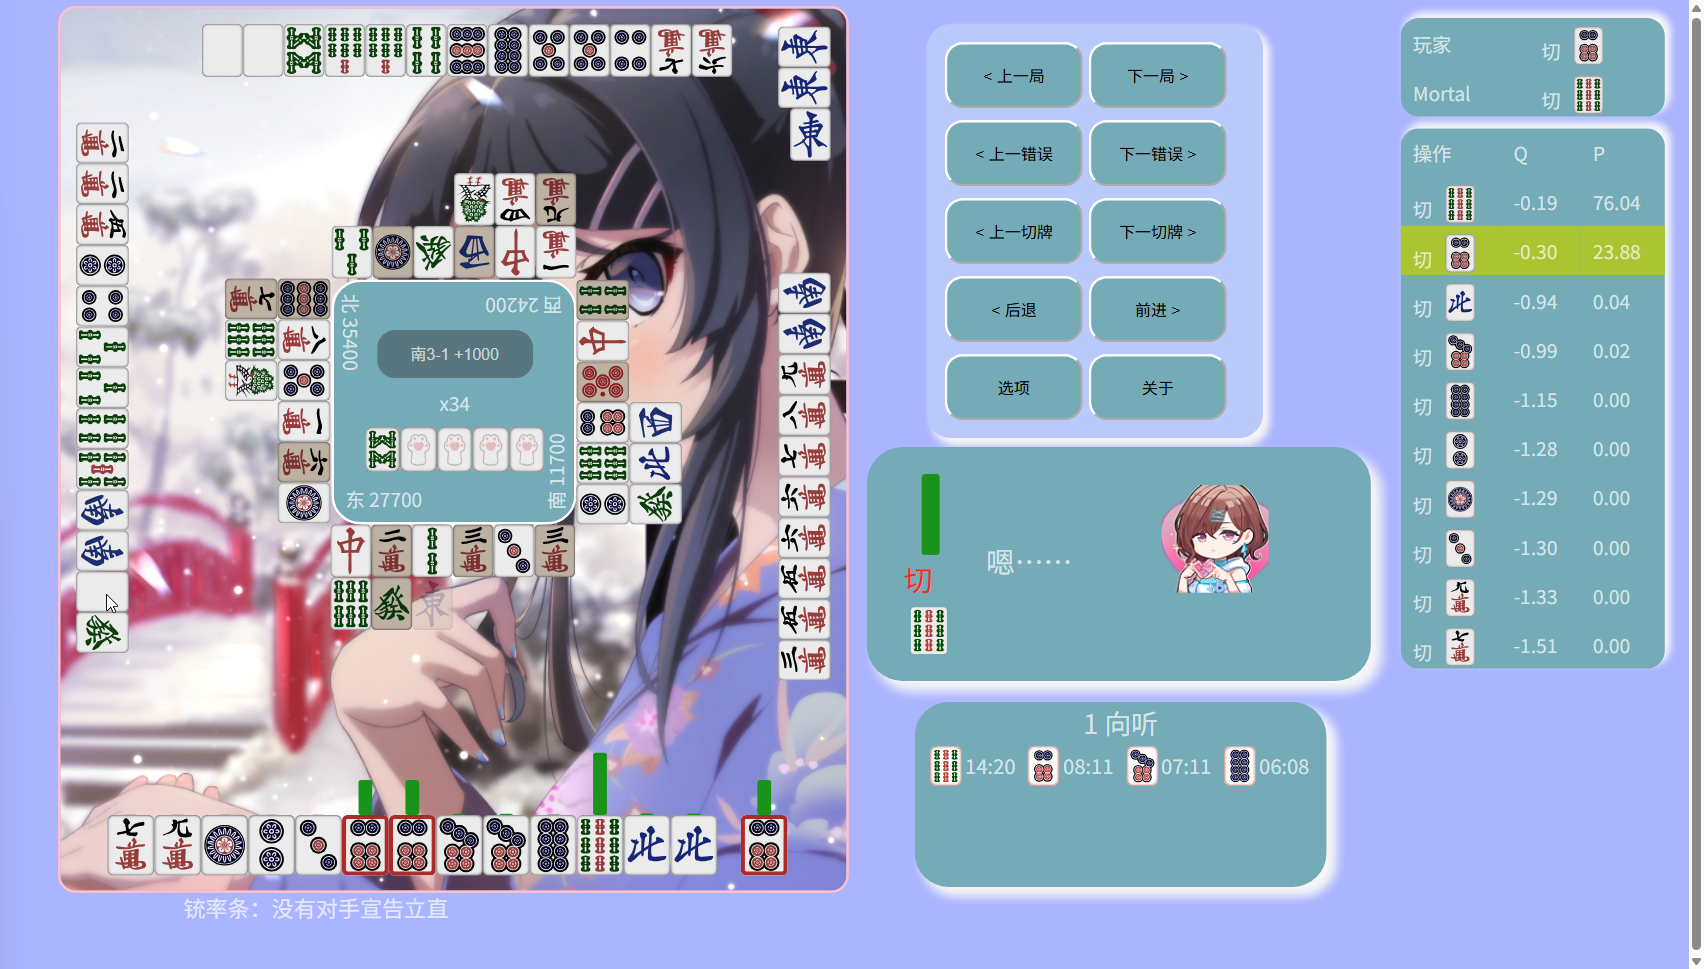 北 35400
西 24200
南3-1 +1000
x34
东 27700
南 11700
铳率条：没有对手宣告立直
< 上一局
下一局 >
< 上一错误
下一错误 >
< 上一切牌
下一切牌 >
< 后退
前进 >
选项
关于
切
嗯······
1 向听
14:20 08:11 07:11 06:08
玩家 切
Mortal 切
操作 Q P
切 -0.19 76.04
切 -0.30 23.88
切 -0.94 0.04
切 -0.99 0.02
切 -1.15 0.00
切 -1.28 0.00
切 -1.29 0.00
切 -1.30 0.00
切 -1.33 0.00
切 -1.51 0.00